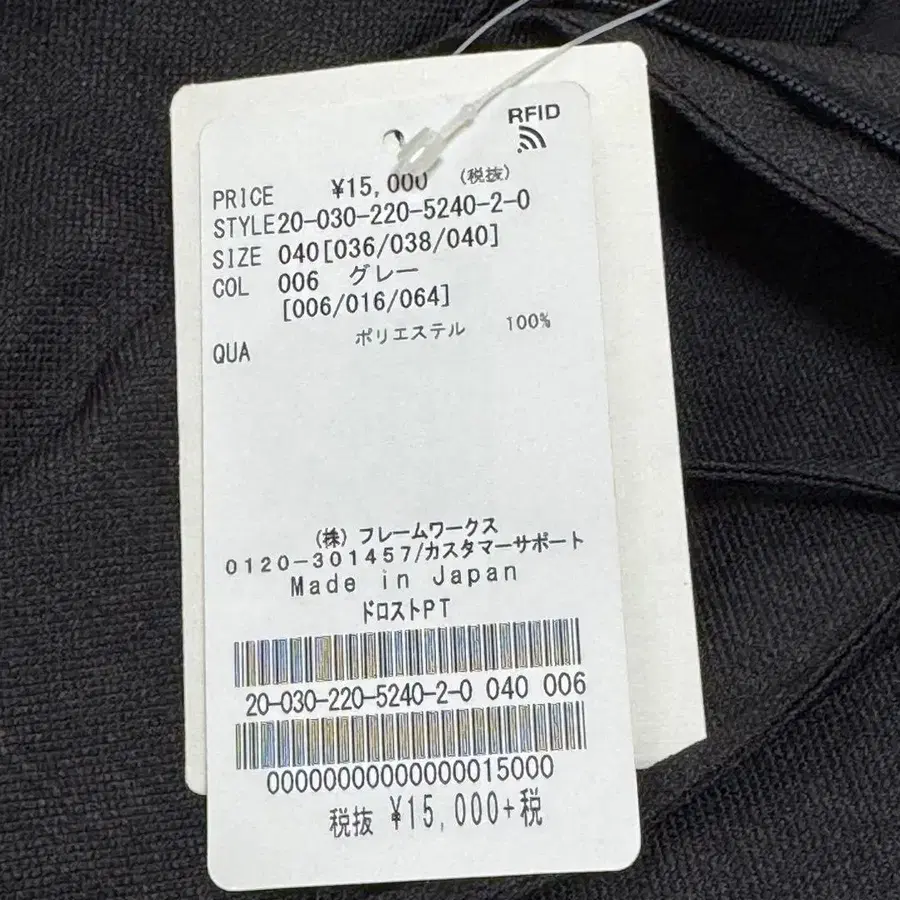 RFID
PRICE ¥15,000 (税抜)
STYLE20-030-220-5240-2-0
SIZE 040[036/038/040]
COL 006 グレー
[006/016/064]
QUA ポリエステル 100%
(株)フレームワークス
0120-301457/カスタマーサポート
Made in Japan
ドロストPT
20-030-220-5240-2-0 040 006
00000000000000015000
税抜 ¥15,000+税